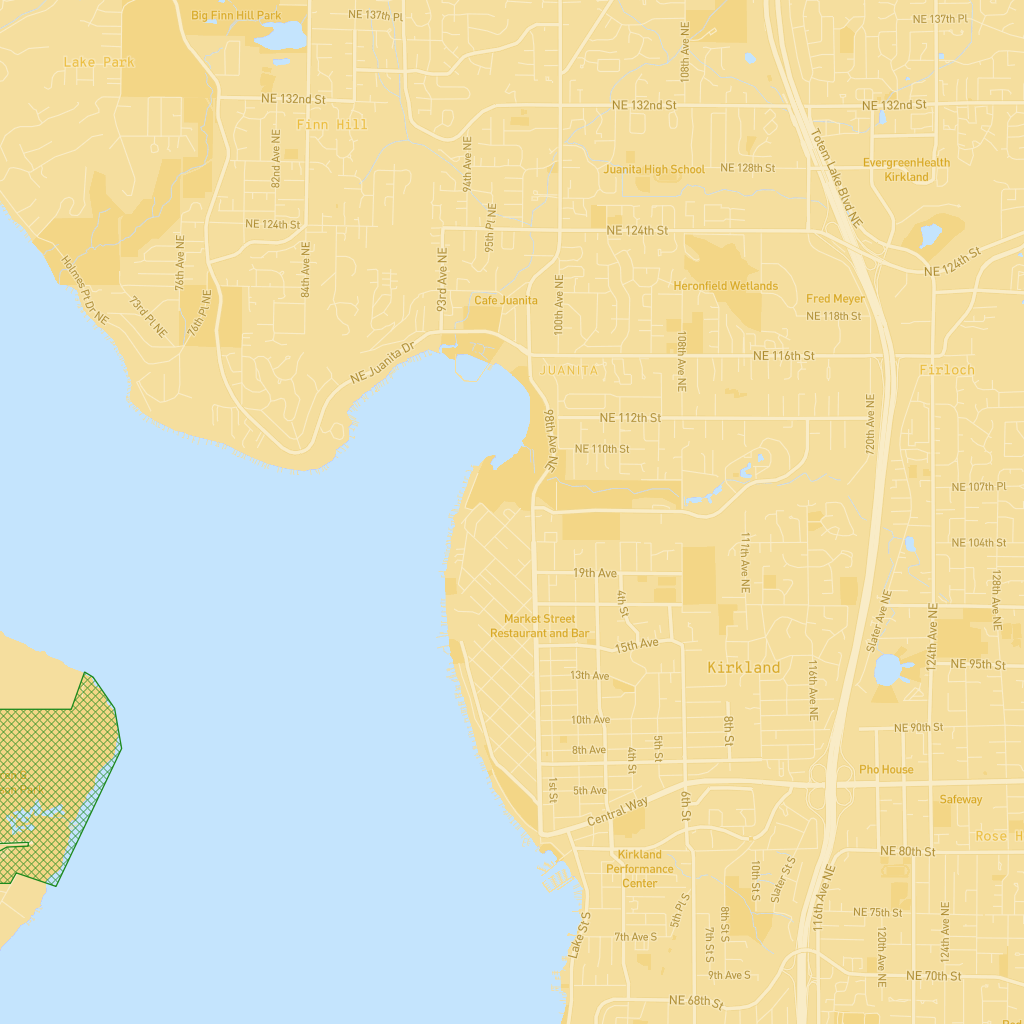 Big Finn Hill Park
NE 137th Pl
NE 137th Pl
108th Ave NE
Lake Park
NE 132nd St
NE 132nd St
NE 132nd St
Finn Hill
82nd Ave NE
94th Ave NE
Juanita High School
NE 128th St
Totem Lake Blvd NE
EvergreenHealth
Kirkland
NE 124th St
95th Pl NE
NE 124th St
NE 124th St
76th Ave NE
84th Ave NE
93rd Ave NE
Holmes Pt Dr NE
73rd Pl NE
76th Pl NE
Cafe Juanita
100th Ave NE
Heronfield Wetlands
Fred Meyer
NE 118th St
NE Juanita Dr
108th Ave NE
NE 116th St
JUANITA
Firloch
98th Ave NE
NE 112th St
120th Ave NE
NE 110th St
NE 107th Pl
NE 104th St
111th Ave NE
19th Ave
4th St
128th Ave NE
Slater Ave NE
124th Ave NE
Market Street
Restaurant and Bar
15th Ave
Kirkland
NE 95th St
13th Ave
116th Ave NE
10th Ave
8th St
NE 90th St
8th Ave
4th St
5th St
Pho House
1st St
5th Ave
6th St
Central Way
Safeway
Rose H
NE 80th St
Kirkland
Performance
Center
10th St S
Slater St S
116th Ave NE
5th Pl S
8th St S
NE 75th St
Lake St S
7th Ave S
7th St S
120th Ave NE
124th Ave NE
9th Ave S
NE 70th St
NE 68th St